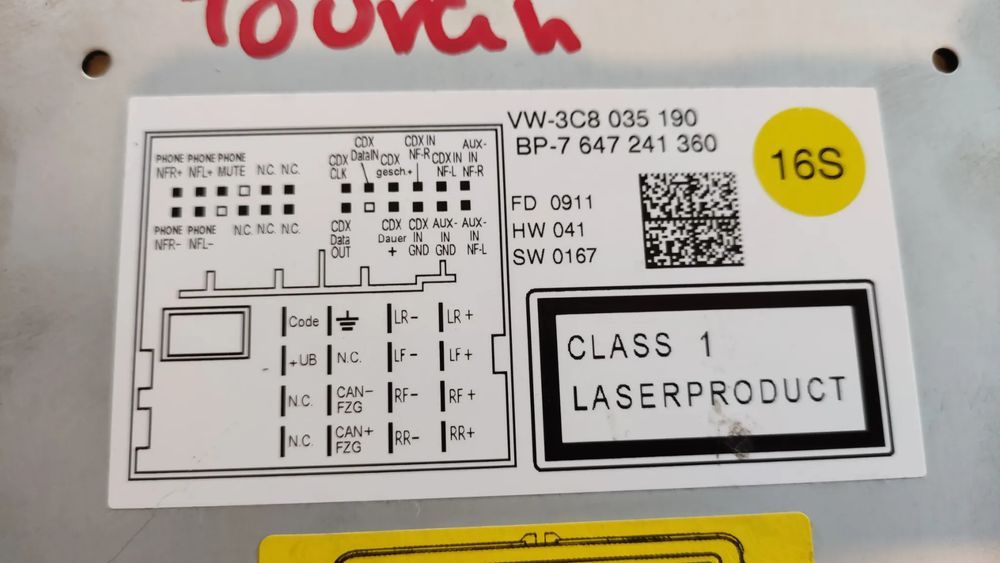 Tourah
VW-3C8 035 190
BP-7 647 241 360
16S
FD 0911
HW 041
SW 0167
PHONE NFR+
PHONE NFL+
PHONE MUTE
N.C.
N.C.
CDX CLK
CDX DataIN
CDX gesch.+
CDX IN NF-R
CDX IN NF-L
AUX-IN NF-R
PHONE NFR-
PHONE NFL-
N.C.
N.C.
N.C.
CDX Data OUT
CDX Dauer +
CDX IN GND
AUX-IN GND
AUX-IN NF-L
Code LR- LR+
+UB N.C. LF- LF+
N.C. CAN- FZG RF- RF+
N.C. CAN+ FZG RR- RR+
CLASS 1
LASERPRODUCT